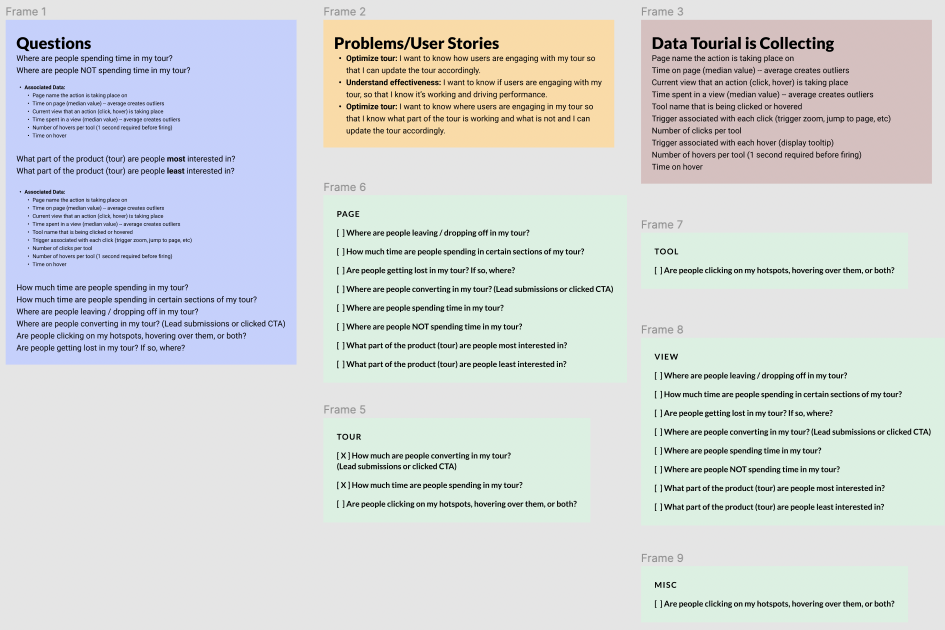 Frame 1
Questions
Where are people spending time in my tour?
Where are people NOT spending time in my tour?
• Associated Data:
• Page name the action is taking place on
• Time on page (median value) – average creates outliers
• Current view that an action (click, hover) is taking place
• Time spent in a view (median value) – average creates outliers
• Number of clicks per tool
• Number of hovers per tool (1 second required before firing)
• Time on hover
What part of the product (tour) are people most interested in?
What part of the product (tour) are people least interested in?
• Associated Data:
• Page name the action is taking place on
• Time on page (median value) – average creates outliers
• Current view that an action (click, hover) is taking place
• Time spent in a view (median value) – average creates outliers
• Tool name that is being clicked or hovered
• Trigger associated with each click (trigger zoom, jump to page, etc)
• Number of clicks per tool
• Number of hovers per tool (1 second required before firing)
• Time on hover
How much time are people spending in my tour?
How much time are people spending in certain sections of my tour?
Where are people leaving / dropping off in my tour?
Where are people converting in my tour? (Lead submissions or clicked CTA)
Are people clicking on my hotspots, hovering over them, or both?
Are people getting lost in my tour? If so, where?
Frame 2
Problems/User Stories
• Optimize tour: I want to know how users are engaging with my tour so
that I can update the tour accordingly.
• Understand effectiveness: I want to know if users are engaging with my
tour, so that I know it's working and driving performance.
• Optimize tour: I want to know where users are engaging in my tour so
that I know what part of the tour is working and what is not and I can
update the tour accordingly.
Frame 3
Data Tourial is Collecting
Page name the action is taking place on
Time on page (median value) – average creates outliers
Current view that an action (click, hover) is taking place
Time spent in a view (median value) – average creates outliers
Tool name that is being clicked or hovered
Trigger associated with each click (trigger zoom, jump to page, etc)
Number of clicks per tool
Trigger associated with each hover (display tooltip)
Number of hovers per tool (1 second required before firing)
Time on hover
Frame 6
PAGE
[ ] Where are people leaving / dropping off in my tour?
[ ] How much time are people spending in certain sections of my tour?
[ ] Are people getting lost in my tour? If so, where?
[ ] Where are people converting in my tour? (Lead submissions or clicked CTA)
[ ] Where are people spending time in my tour?
[ ] Where are people NOT spending time in my tour?
[ ] What part of the product (tour) are people most interested in?
[ ] What part of the product (tour) are people least interested in?
Frame 5
TOUR
[ X ] How much are people converting in my tour?
(Lead submissions or clicked CTA)
[ X ] How much time are people spending in my tour?
[ ] Are people clicking on my hotspots, hovering over them, or both?
Frame 7
TOOL
[ ] Are people clicking on my hotspots, hovering over them, or both?
Frame 8
VIEW
[ ] Where are people leaving / dropping off in my tour?
[ ] How much time are people spending in certain sections of my tour?
[ ] Are people getting lost in my tour? If so, where?
[ ] Where are people converting in my tour? (Lead submissions or clicked CTA)
[ ] Where are people spending time in my tour?
[ ] Where are people NOT spending time in my tour?
[ ] What part of the product (tour) are people most interested in?
[ ] What part of the product (tour) are people least interested in?
Frame 9
MISC
[ ] Are people clicking on my hotspots, hovering over them, or both?